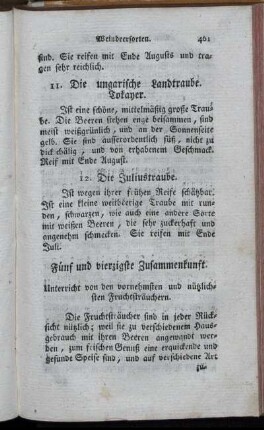 Weinbeersorten. 401
sind. Sie reifen mit Ende Augusts und tra-
gen sehr reichlich.
11. Die ungarische Landtraube.
Tokayer.
Ist eine schöne, mittelmäßig große Trau-
be. Die Beeren stehen enge beisammen, sind
meist weißgrünlich, und an der Sonnenseite
gelb. Sie sind ausserordentlich süß, nicht zu
dickhälig, und von erhabenem Geschmack.
Reif mit Ende August.
12. Die Juliustraube.
Ist wegen ihrer frühen Reife schätzbar.
Ist eine kleine weitbeerige Traube mit run-
den, schwarzen, wie auch eine andere Sorte
mit weißen Beeren, die sehr zuckerhaft und
angenehm schmecken. Sie reifen mit Ende
Juli.
Fünf und vierzigste Zusammenkunft.
Unterricht von den vornehmsten und nützlich-
sten Fruchtsträuchern.
Die Fruchtsträucher sind in jeder Rück-
sicht nützlich; weil sie zu verschiedenem Haus-
gebrauch mit ihren Beeren angewandt wer-
den, zum frischen Genuß eine erquickende und
gesunde Speise sind, und auf verschiedene Art
zu-